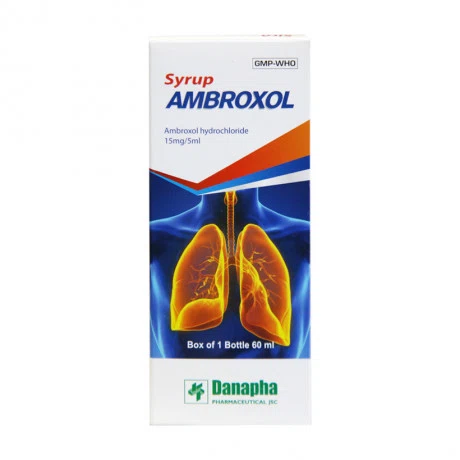 GMP-WHO
Syrup
AMBROXOL
Ambroxol hydrochloride
15mg/5ml
Box of 1 Bottle 60 ml
Danapha
PHARMACEUTICAL JSC